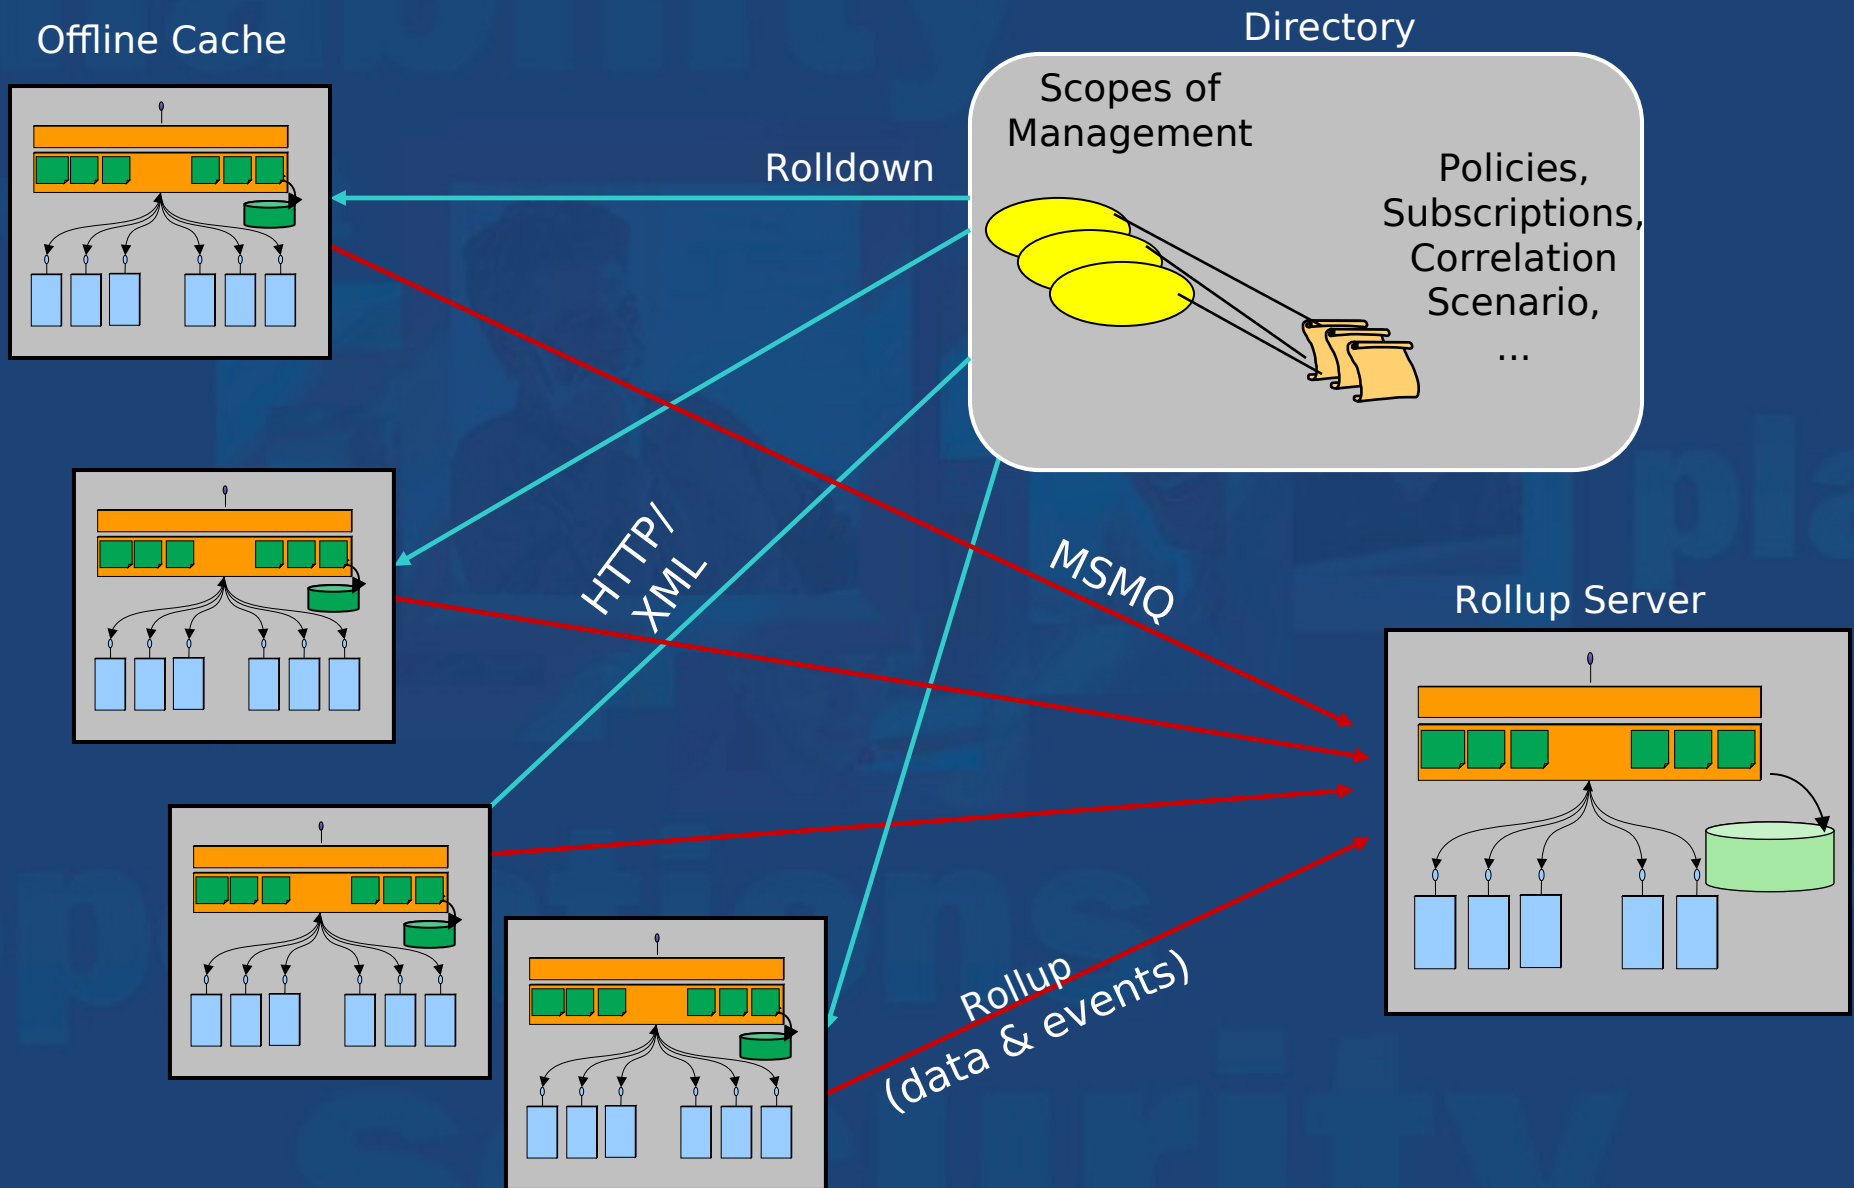 Offline Cache
Directory
Scopes of
Management
Rolldown
Policies,
Subscriptions,
Correlation
Scenario,
...
HTTP/
XML
MSMQ
Rollup Server
Rollup
(data & events)